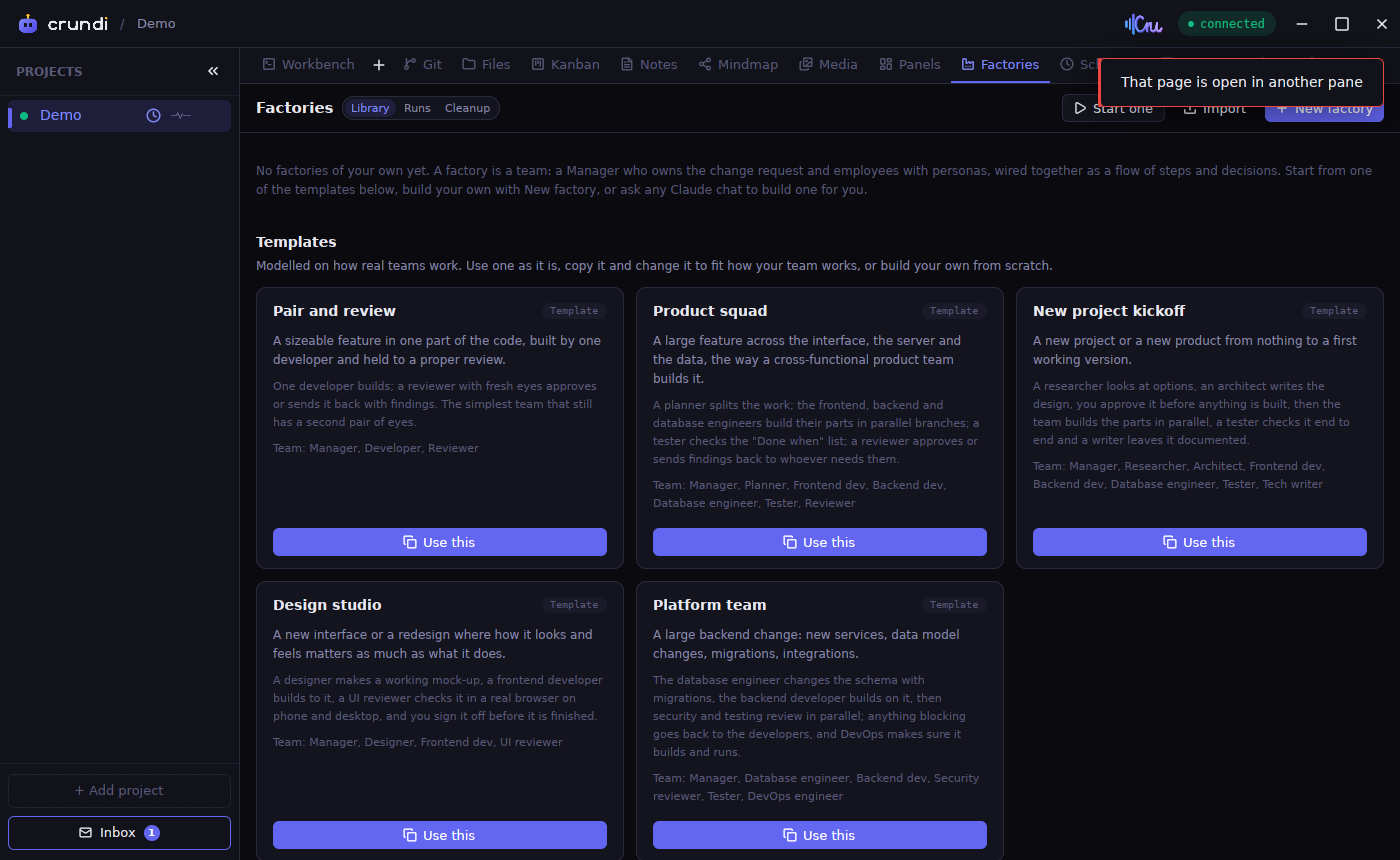 crundi / Demo
Cru
connected
PROJECTS
Workbench
Git
Files
Kanban
Notes
Mindmap
Media
Panels
Factories
That page is open in another pane
Demo
Factories
Library
Runs
Cleanup
Start one
Import
+ New factory
No factories of your own yet. A factory is a team: a Manager who owns the change request and employees with personas, wired together as a flow of steps and decisions. Start from one
of the templates below, build your own with New factory, or ask any Claude chat to build one for you.
Templates
Modelled on how real teams work. Use one as it is, copy it and change it to fit how your team works, or build your own from scratch.
Pair and review
Template
A sizeable feature in one part of the code, built by one
developer and held to a proper review.
One developer builds; a reviewer with fresh eyes approves
or sends it back with findings. The simplest team that still
has a second pair of eyes.
Team: Manager, Developer, Reviewer
Use this
Product squad
Template
A large feature across the interface, the server and
the data, the way a cross-functional product team
builds it.
A planner splits the work; the frontend, backend and
database engineers build their parts in parallel branches; a
tester checks the "Done when" list; a reviewer approves or
sends findings back to whoever needs them.
Team: Manager, Planner, Frontend dev, Backend dev,
Database engineer, Tester, Reviewer
Use this
New project kickoff
Template
A new project or a new product from nothing to a first
working version.
A researcher looks at options, an architect writes the
design, you approve it before anything is built, then the
team builds the parts in parallel, a tester checks it end to
end and a writer leaves it documented.
Team: Manager, Researcher, Architect, Frontend dev,
Backend dev, Database engineer, Tester, Tech writer
Use this
Design studio
Template
A new interface or a redesign where how it looks and
feels matters as much as what it does.
A designer makes a working mock-up, a frontend developer
builds to it, a UI reviewer checks it in a real browser on
phone and desktop, and you sign it off before it is finished.
Team: Manager, Designer, Frontend dev, UI reviewer
Use this
Platform team
Template
A large backend change: new services, data model
changes, migrations, integrations.
The database engineer changes the schema with
migrations, the backend developer builds on it, then
security and testing review in parallel; anything blocking
goes back to the developers, and DevOps makes sure it
builds and runs.
Team: Manager, Database engineer, Backend dev, Security
reviewer, Tester, DevOps engineer
Use this
+ Add project
Inbox 1